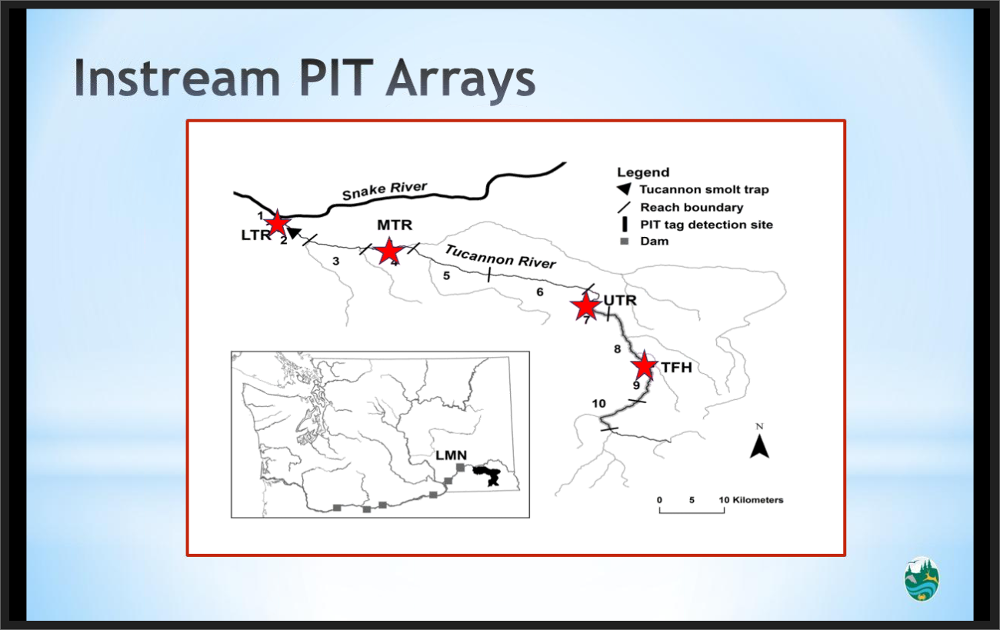 Instream PIT Arrays
Legend
Tucannon smolt trap
Reach boundary
PIT tag detection site
Dam
Snake River
1
LTR
2
MTR
3
4
Tucannon River
5
6
UTR
7
8
TFH
9
10
LMN
N
0 5 10 Kilometers